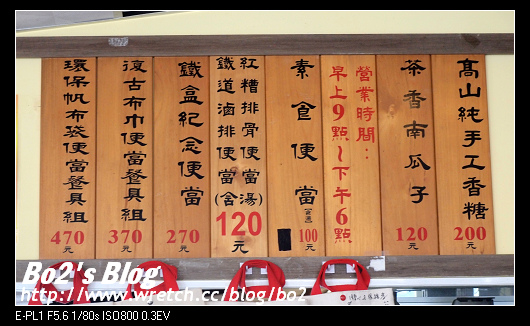 高山純手工香糖
200元
茶香南瓜子
120元
營業時間：
早上9點~下午6點
素食便當
100元
紅糟排骨便當
鐵道滷排便當(含湯)
120元
鐵盒紀念便當
270元
復古布巾便當餐具組
370元
環保帆布袋便當餐具組
470元
Bo2's Blog
http://www.wretch.cc/blog/bo2
E-PL1 F5.6 1/80s ISO800 0.3EV